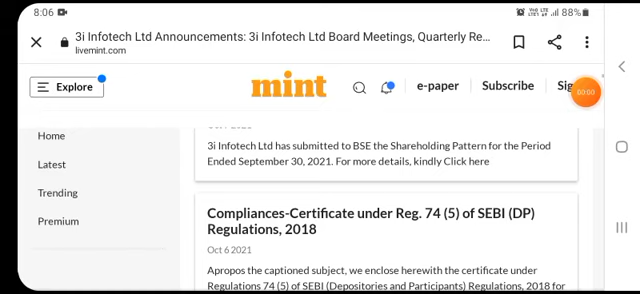 8:06 88%
3i Infotech Ltd Announcements: 3i Infotech Ltd Board Meetings, Quarterly Re...
livemint.com
Explore mint e-paper Subscribe Sig 00:00
Home
Latest
Trending
Premium
3i Infotech Ltd has submitted to BSE the Shareholding Pattern for the Period
Ended September 30, 2021. For more details, kindly Click here
Compliances-Certificate under Reg. 74 (5) of SEBI (DP)
Regulations, 2018
Oct 6 2021
Apropos the captioned subject, we enclose herewith the certificate under
Regulations 74 (5) of SEBI (Depositories and Participants) Regulations, 2018 for